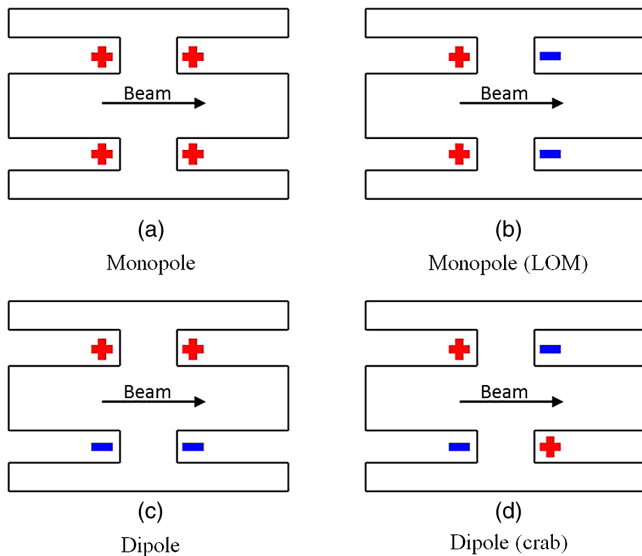 Beam
Beam
(a)
(b)
Monopole
Monopole (LOM)
Beam
Beam
(c)
(d)
Dipole
Dipole (crab)